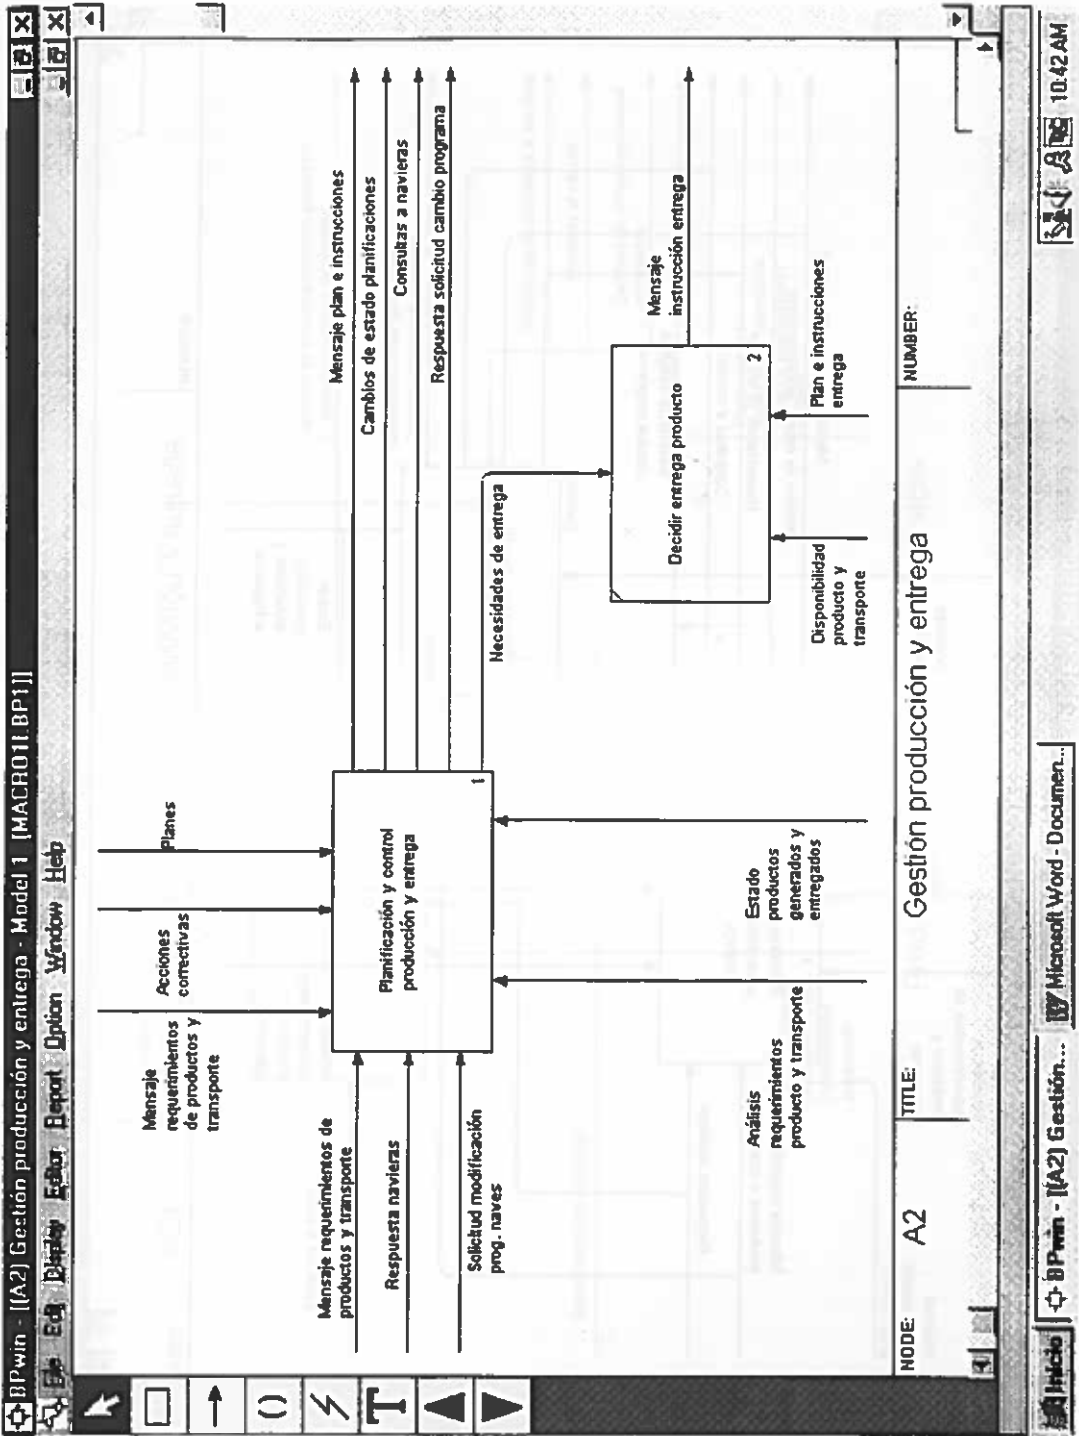 BPwin - [(A2) Gestión producción y entrega - Model 1 [MACRO1I.BP1]]
File Edit Display Editor Report Option Window Help
Mensaje
requerimientos
de productos y
transporte
Acciones
correctivas
Planes
Mensaje requerimientos de
productos y transporte
Respuesta navieras
Solicitud modificación
prog. naves
Planificación y control
producción y entrega
1
Mensaje plan e instrucciones
Cambios de estado planificaciones
Consultas a navieras
Respuesta solicitud cambio programa
Necesidades de entrega
Decidir entrega producto
2
Mensaje
instrucción entrega
Análisis
requerimientos
producto y transporte
Estado
productos
generados y
entregados
Disponibilidad
producto y
transporte
Plan e instrucciones
entrega
NODE:
A2
TITLE:
Gestión producción y entrega
NUMBER:
Inicio
BPwin - [(A2) Gestión...
Microsoft Word - Documen...
10:42 AM